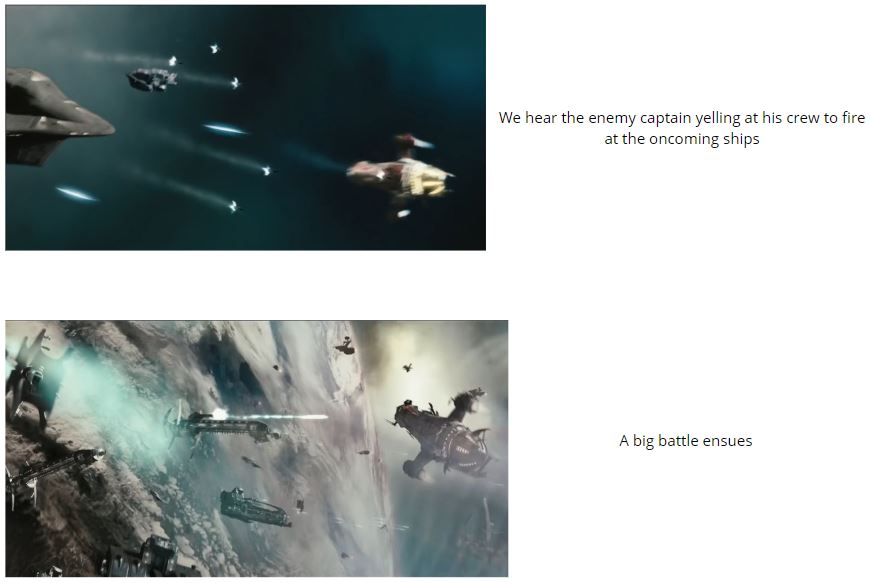 We hear the enemy captain yelling at his crew to fire
at the oncoming ships
A big battle ensues